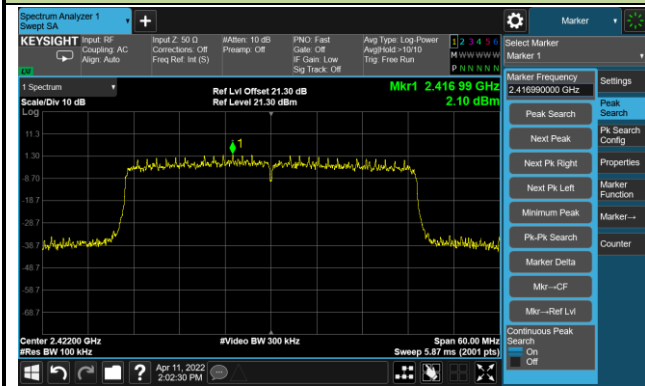 Spectrum Analyzer 1
Swept SA
Marker
KEYSIGHT
Input: RF
Coupling: AC
Align: Auto
Input Z: 50 Ω
Corrections: Off
Freq Ref: Int (S)
#Atten: 10 dB
Preamp: Off
PNO: Fast
Gate: Off
IF Gain: Low
Sig Track: Off
Avg Type: Log-Power
Avg|Hold:>10/10
Trig: Free Run
1 2 3 4 5 6
M W W W W W
P N N N N N
Select Marker
Marker 1
1 Spectrum
Scale/Div 10 dB
Log
Ref Lvl Offset 21.30 dB
Ref Level 21.30 dBm
Mkr1 2.416 99 GHz
2.10 dBm
11.3
1.30
-8.70
-18.7
-28.7
-38.7
-48.7
-58.7
-68.7
1
Center 2.42200 GHz
#Res BW 100 kHz
#Video BW 300 kHz
Span 60.00 MHz
Sweep 5.87 ms (2001 pts)
Marker Frequency
2.416990000 GHz
Peak Search
Next Peak
Next Pk Right
Next Pk Left
Minimum Peak
Pk-Pk Search
Marker Delta
Mkr→CF
Mkr→Ref Lvl
Continuous Peak
Search
On
Off
Settings
Peak
Search
Pk Search
Config
Properties
Marker
Function
Marker→
Counter
?
Apr 11, 2022
2:02:30 PM